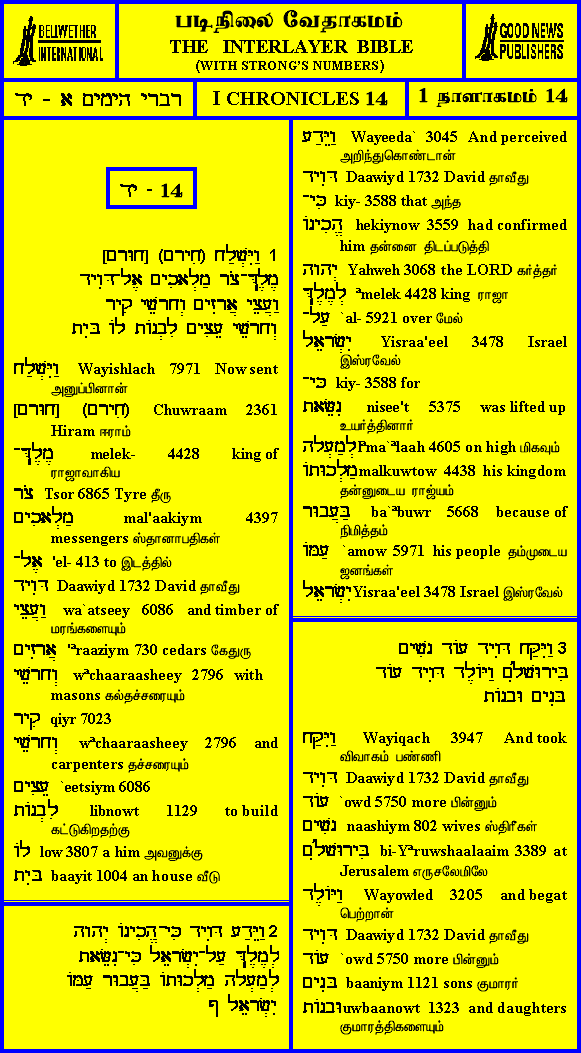 BELLWETHER
INTERNATIONAL
படிநிலை வேதாகமம்
THE INTERLAYER BIBLE
(WITH STRONG'S NUMBERS)
GOOD NEWS
PUBLISHERS
דברי הימים א - יד
I CHRONICLES 14
1 நாளாகமம் 14
יד - 14
1 וַיִּשְׁלַח (חִירם) [חוּרָם]
מֶלֶךְ־צֹר מַלְאָכִים אֶל־דָּוִיד
וַעֲצֵי אֲרָזִים וְחָרָשֵׁי קִיר
וְחָרָשֵׁי עֵצִים לִבְנוֹת לוֹ בָּיִת
וַיִּשְׁלַח Wayishlach 7971 Now sent
அனுப்பினான்
[חוּרָם] (חִירם) Chuwraam 2361
Hiram ஈராம்
מֶלֶךְ־ melek- 4428 king of
ராஜாவாகிய
צֹר Tsor 6865 Tyre தீரு
מַלְאָכִים mal'aakiym 4397
messengers ஸ்தானாபதிகள்
אֶל־ 'el- 413 to இடத்தில்
דָּוִיד Daawiyd 1732 David தாவீது
וַעֲצֵי wa`atseey 6086 and timber of
மரங்களையும்
אֲרָזִים 'ªraaziym 730 cedars கேதுரு
וְחָרָשֵׁי wªchaaraasheey 2796 with
masons கல்தச்சரையும்
קִיר qiyr 7023
וְחָרָשֵׁי wªchaaraasheey 2796 and
carpenters தச்சரையும்
עֵצִים `eetsiym 6086
לִבְנוֹת libnowt 1129 to build
கட்டுகிறதற்கு
לוֹ low 3807 a him அவனுக்கு
בָּיִת baayit 1004 an house வீடு
2 וַיֵּדַע דָּוִיד כִּי־הֱכִינוֹ יְהוָה
לְמֶלֶךְ עַל־יִשְׂרָאֵל כִּי־נִשֵּׂאת
לְמַעְלָה מַלְכוּתוֹ בַּעֲבוּר עַמּוֹ
יִשְׂרָאֵל ף
וַיֵּדַע Wayeeda` 3045 And perceived
அறிந்துகொண்டான்
דָּוִיד Daawiyd 1732 David தாவீது
כִּי־ kiy- 3588 that அந்த
הֱכִינוֹ hekiynow 3559 had confirmed
him தன்னை திடப்படுத்தி
יְהוָה Yahweh 3068 the LORD கர்த்தர்
לְמֶלֶךְ ªmelek 4428 king ராஜா
עַל־ `al- 5921 over மேல்
יִשְׂרָאֵל Yisraa'eel 3478 Israel
இஸ்ரவேல்
כִּי־ kiy- 3588 for
נִשֵּׂאת nisee't 5375 was lifted up
உயர்த்தினார்
לְמַעְלָה lªma`ªlaah 4605 on high மிகவும்
מַלְכוּתוֹ malkuwtow 4438 his kingdom
தன்னுடைய ராஜ்யம்
בַּעֲבוּר ba`ªbuwr 5668 because of
நிமித்தம்
עַמּוֹ `amow 5971 his people தம்முடைய
ஜனங்கள்
יִשְׂרָאֵל Yisraa'eel 3478 Israel இஸ்ரவேல்
3 וַיִּקַּח דָּוִיד עוֹד נָשִׁים
בִּירוּשָׁלָםִ וַיּוֹלֶד דָּוִיד עוֹד
בָּנִים וּבָנוֹת
וַיִּקַּח Wayiqach 3947 And took
விவாகம் பண்ணி
דָּוִיד Daawiyd 1732 David தாவீது
עוֹד `owd 5750 more பின்னும்
נָשִׁים naashiym 802 wives ஸ்திரீகள்
בִּירוּשָׁלָםִ bi-Yªruwshaalaaim 3389 at
Jerusalem எருசலேமிலே
וַיּוֹלֶד Wayowled 3205 and begat
பெற்றான்
דָּוִיד Daawiyd 1732 David தாவீது
עוֹד `owd 5750 more பின்னும்
בָּנִים baaniym 1121 sons குமாரர்
וּבָנוֹת uwbaanowt 1323 and daughters
குமாரத்திகளையும்